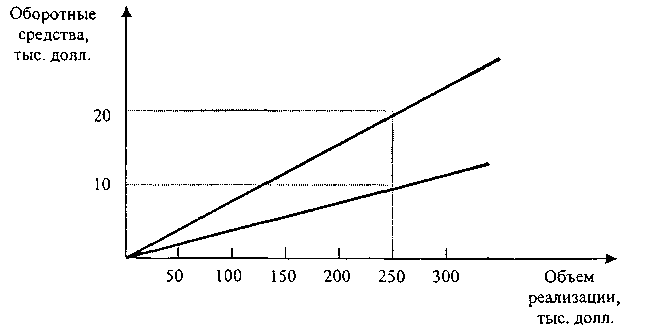 Оборотные
средства,
тыс. долл.
20
10
50 100 150 200 250 300
Объем
реализации,
тыс. долл.